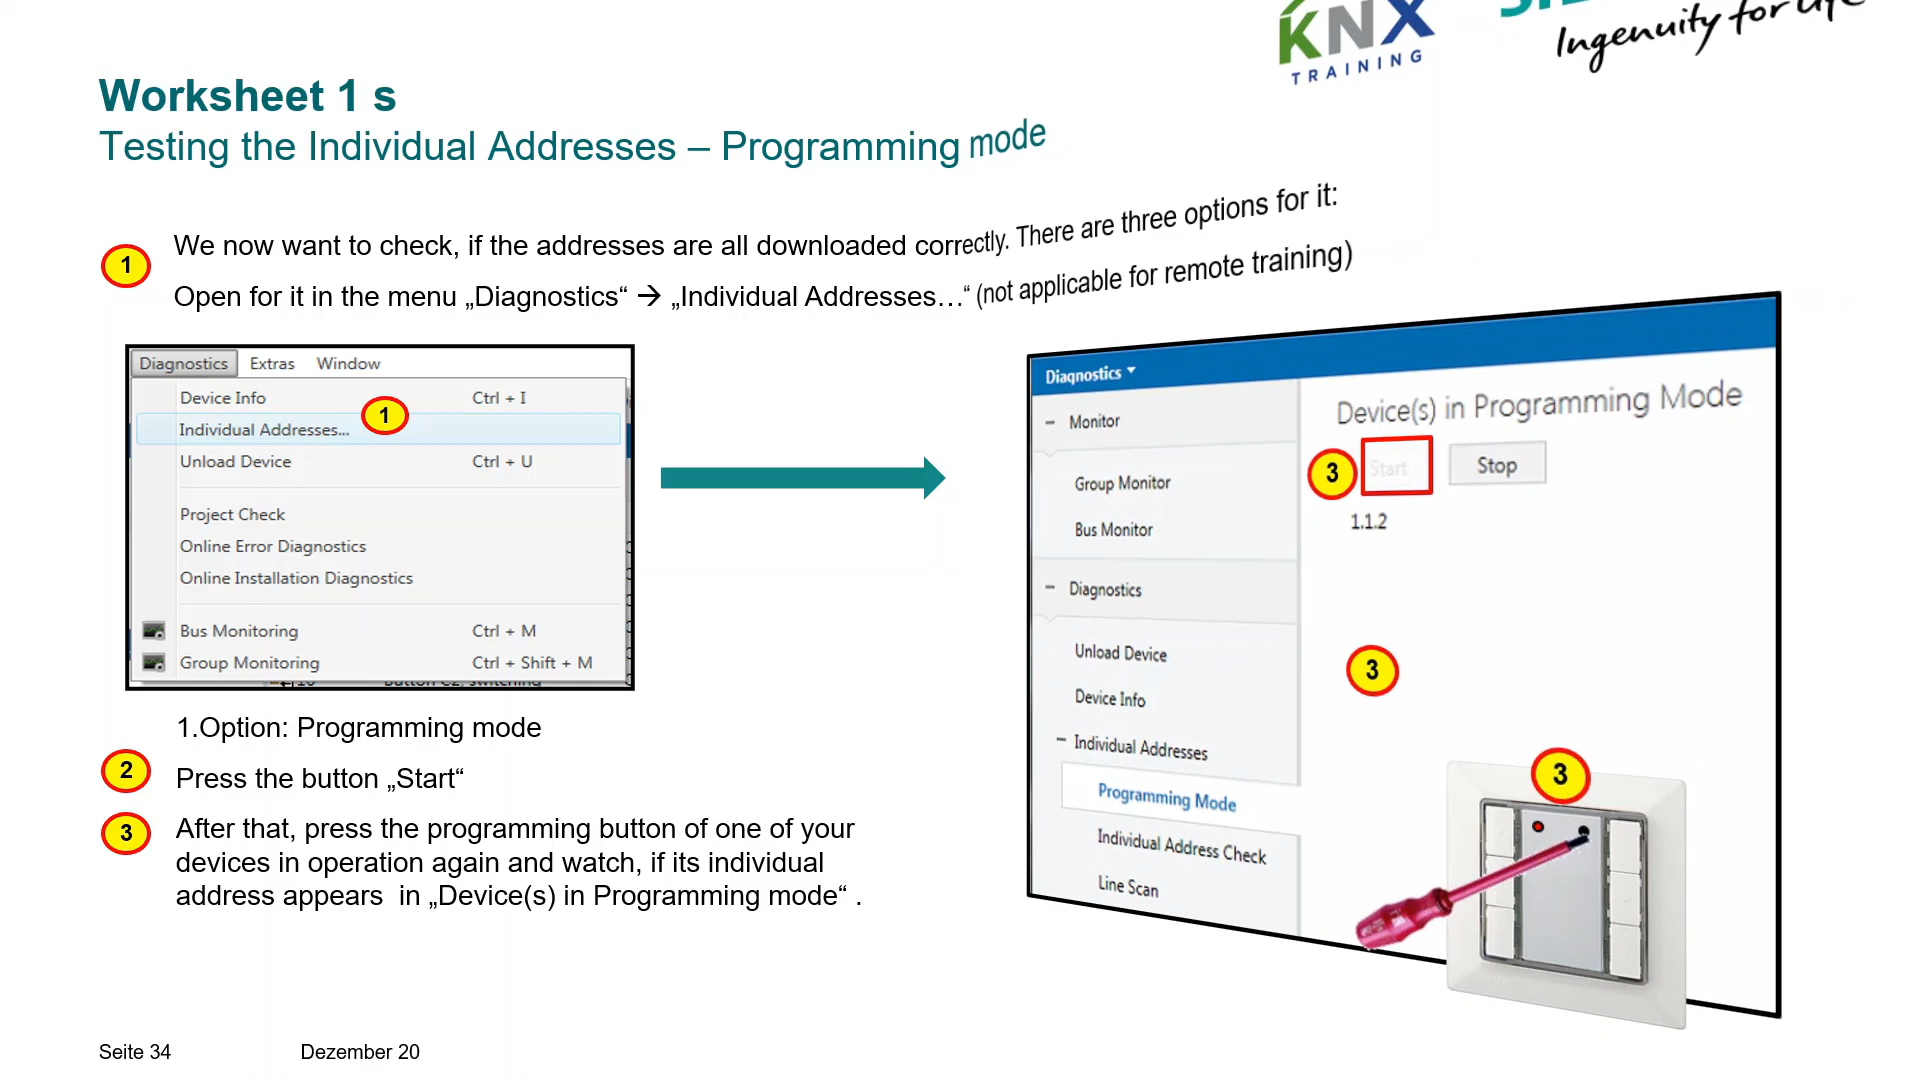 KNX
TRAINING
Ingenuity for life
Worksheet 1 s
Testing the Individual Addresses – Programming mode
1
We now want to check, if the addresses are all downloaded correctly. There are three options for it:
Open for it in the menu „Diagnostics“ → „Individual Addresses…“ (not applicable for remote training)
Diagnostics Extras Window
Device Info Ctrl + I
1
Individual Addresses...
Unload Device Ctrl + U
Project Check
Online Error Diagnostics
Online Installation Diagnostics
Bus Monitoring Ctrl + M
Group Monitoring Ctrl + Shift + M
Diagnostics
Monitor
Group Monitor
Bus Monitor
Diagnostics
Unload Device
Device Info
Individual Addresses
Programming Mode
Individual Address Check
Line Scan
Device(s) in Programming Mode
3 Start Stop
1.1.2
3
3
1.Option: Programming mode
2 Press the button „Start“
3 After that, press the programming button of one of your
devices in operation again and watch, if its individual
address appears in „Device(s) in Programming mode“ .
Seite 34 Dezember 20